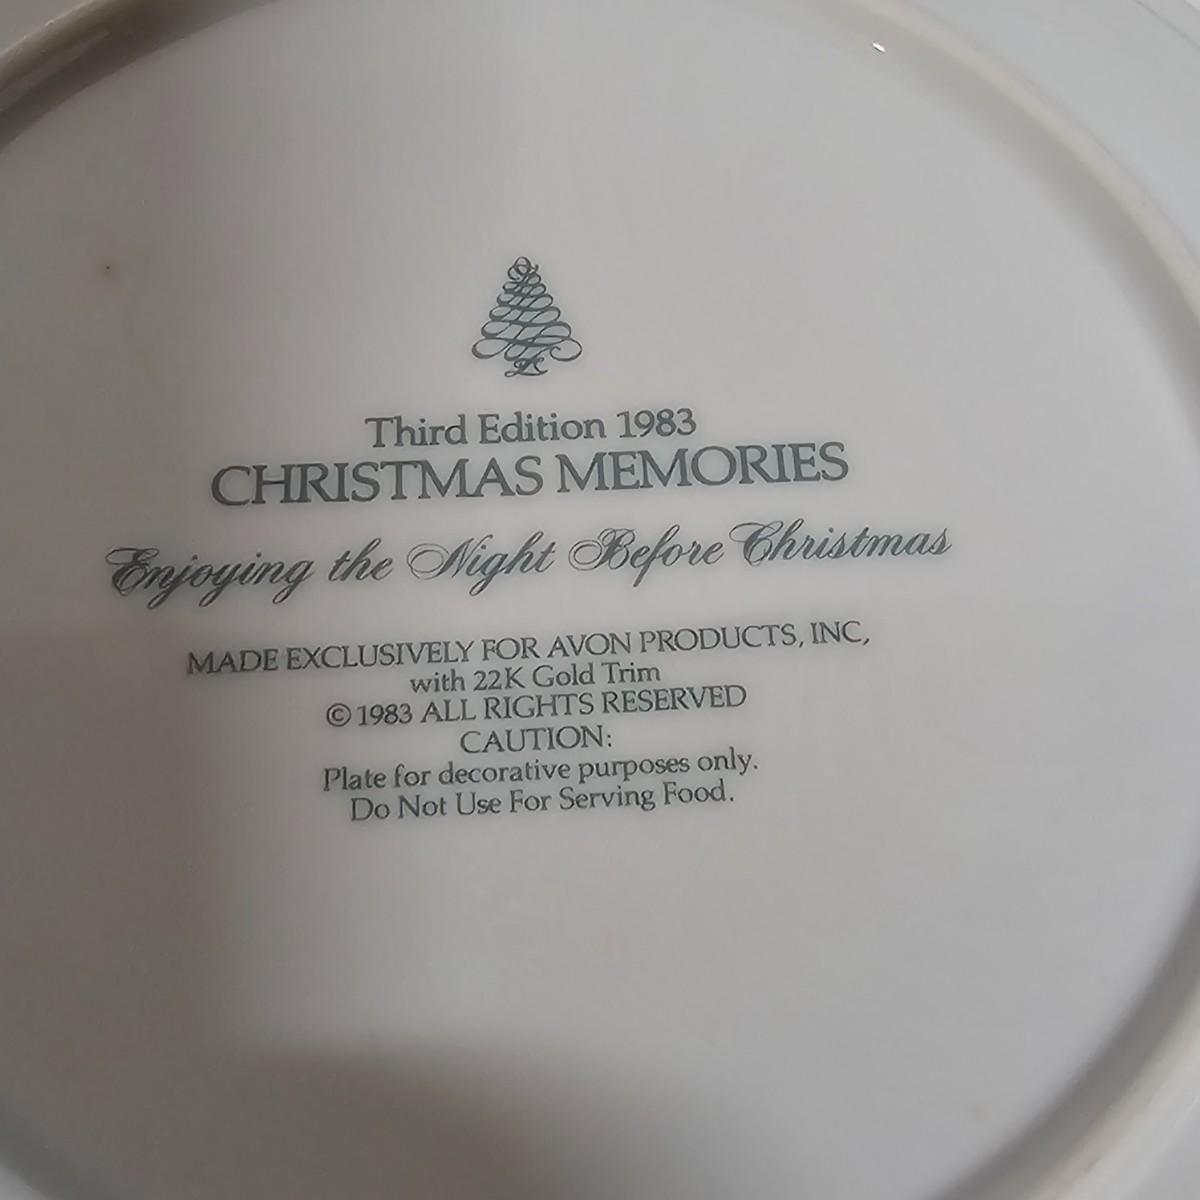 Third Edition 1983
CHRISTMAS MEMORIES
Enjoying the Night Before Christmas
MADE EXCLUSIVELY FOR AVON PRODUCTS, INC,
with 22K Gold Trim
© 1983 ALL RIGHTS RESERVED
CAUTION:
Plate for decorative purposes only.
Do Not Use For Serving Food.